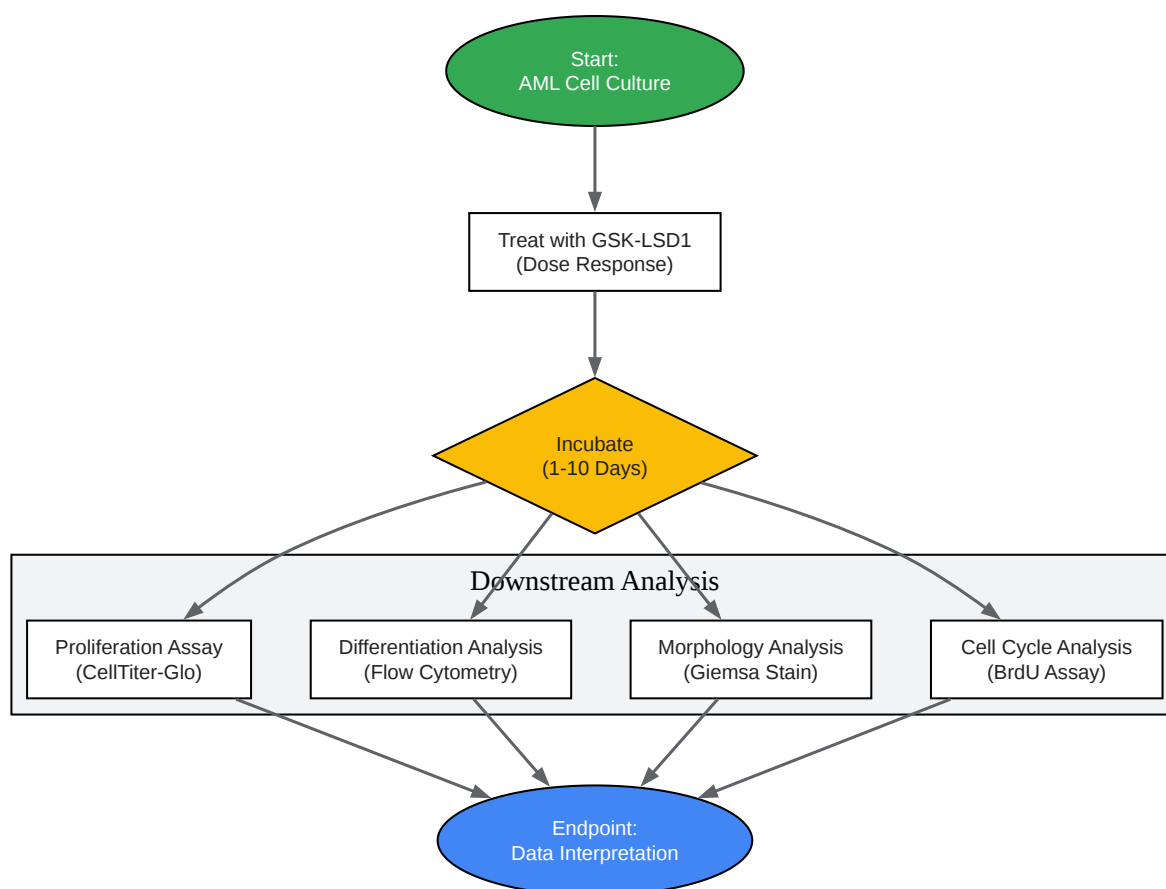 Start:
AML Cell Culture
Treat with GSK-LSD1
(Dose Response)
Incubate
(1-10 Days)
Downstream Analysis
Proliferation Assay
(CellTiter-Glo)
Differentiation Analysis
(Flow Cytometry)
Morphology Analysis
(Giemsa Stain)
Cell Cycle Analysis
(BrdU Assay)
Endpoint:
Data Interpretation